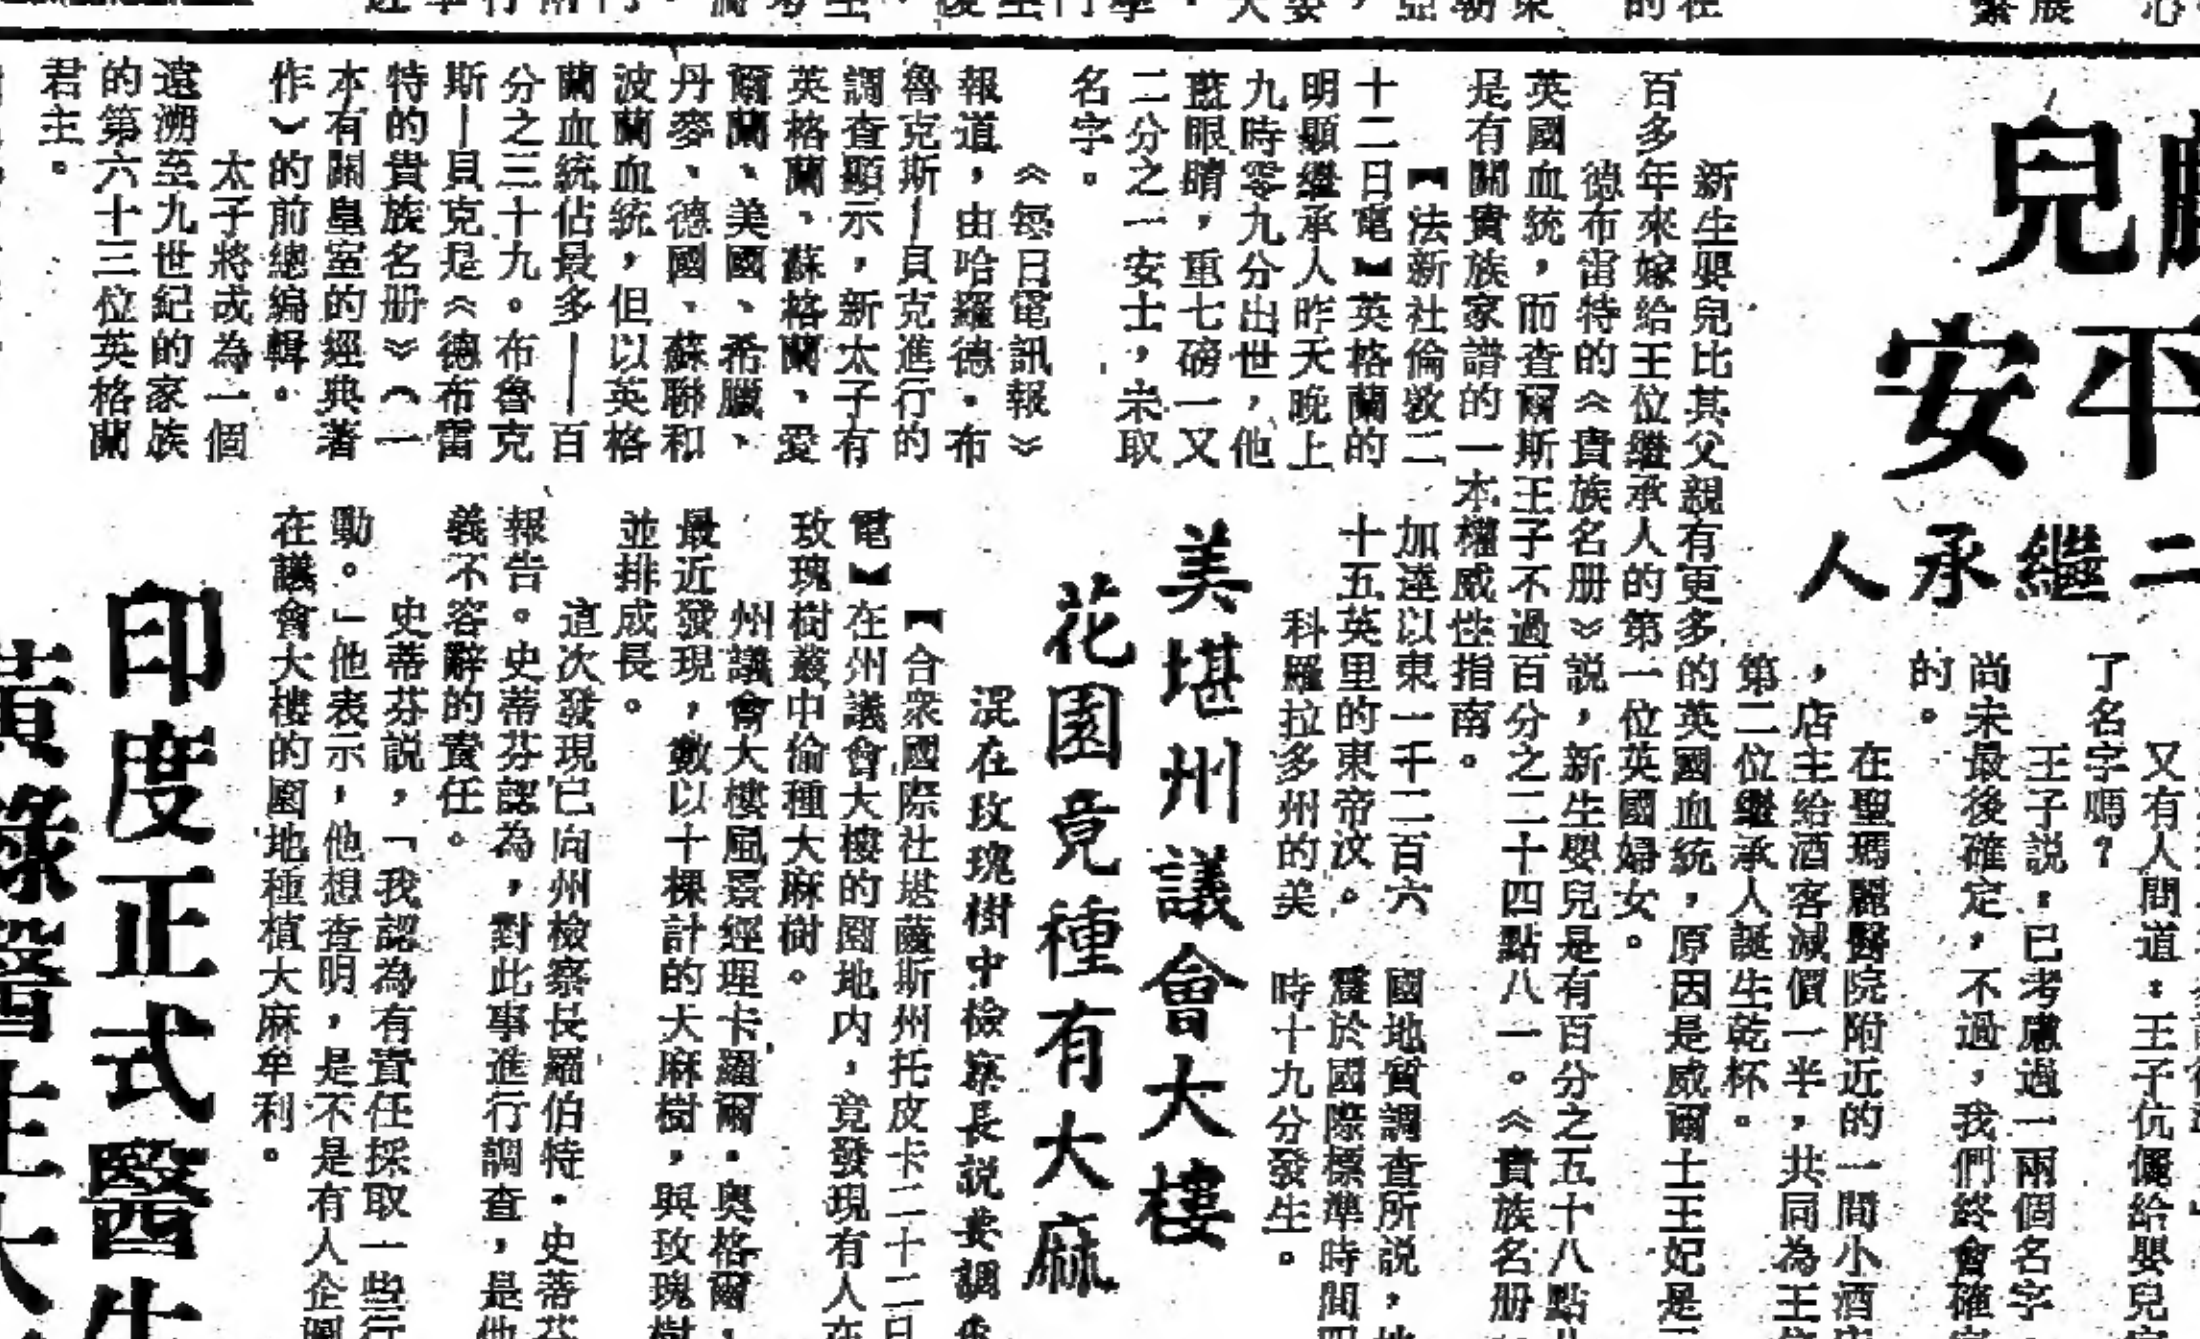 兒
平安
二繼承人
又有人問道：王子伉儷給嬰兒
了名字嗎？
王子説，已考慮過一兩個名字
尚未最後確定，不過，我們終會確
的。
在聖瑪麗醫院附近的一間小酒
，店主給酒客減價一半，共同為王
第二位繼承人誕生乾杯。
新生嬰兒比其父親有更多的英國血統，原因是威爾士王妃是
百多年來嫁給王位繼承人的第一位英國婦女。
德布雷特的《貴族名册》説，新生嬰兒是有百分之五十八點
英國血統，而查爾斯王子不過百分之二十四點八一。《貴族名册
是有關貴族家譜的一本權威性指南。
【法新社倫敦二
十二日電】英格蘭的
明顯繼承人昨天晚上
九時零九分出世，他
藍眼睛，重七磅一又
二分之一安士，未取
名字。
《每日電訊報》
報道，由哈羅德·布
魯克斯—貝克進行的
調查顯示，新太子有
英格蘭、蘇格蘭、愛
爾蘭、美國、希臘、
丹麥、德國、蘇聯和
波蘭血統，但以英格
蘭血統佔最多——百
分之三十九。布魯克
斯—貝克是《德布雷
特的貴族名册》（一
本有關皇室的經典著
作》的前總編輯。
太子將成為一個
遠溯至九世紀的家族
的第六十三位英格蘭
君主。
加達以東一千二百六
十五英里的東帝汶。
科羅拉多州的美
國地質調查所説，地
震於國際標準時間四
時十九分發生。
美堪州議會大樓
花園竟種有大麻
混在玫瑰樹中檢察長説要調查
【合衆國際社堪薩斯州托皮卡二十二日
電】在州議會大樓的園地内，竟發現有人在
玫瑰樹叢中偷種大麻樹。
州議會大樓風景經理卡羅爾·奧格爾，
最近發現，數以十棵計的大麻樹，與玫瑰樹
並排成長。
這次發現已向州檢察長羅伯特·史蒂芬
報告。史蒂芬認為，對此事進行調查，是他
義不容辭的責任。
史蒂芬説，「我認為有責任採取一些行
動。」他表示，他想查明，是不是有人企圖
在議會大樓的園地種植大麻牟利。
印度正式醫生
黃綠醫生大